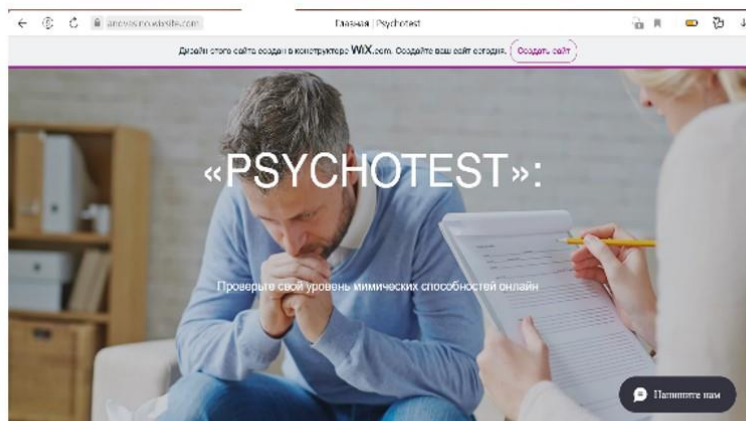 Главная | Psychotest
Дизайн этого сайта создан в конструкторе WiX.com. Создайте ваш сайт сегодня. Создать сайт
«PSYCHOTEST»:
Проверьте свой уровень мимических способностей онлайн
Напишите нам